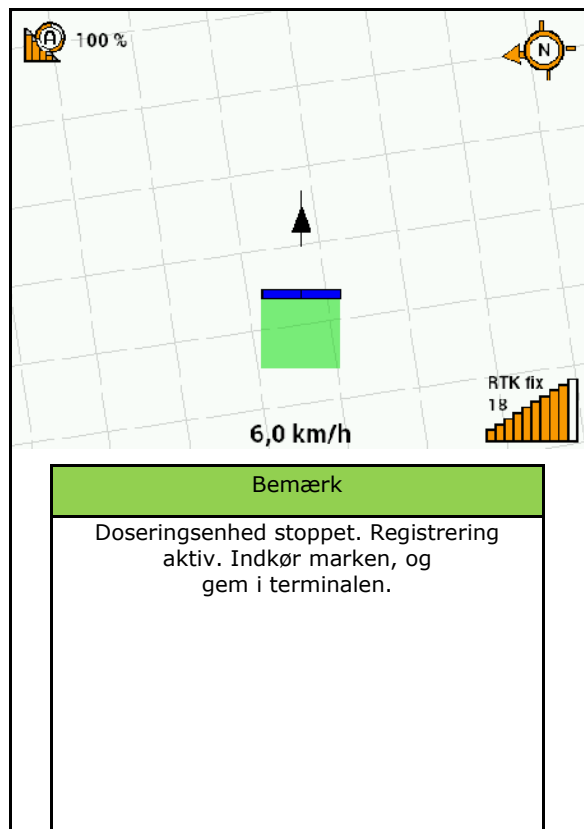 A 100 %
N
RTK fix
18
6,0 km/h
Bemærk
Doseringsenhed stoppet. Registrering
aktiv. Indkør marken, og
gem i terminalen.